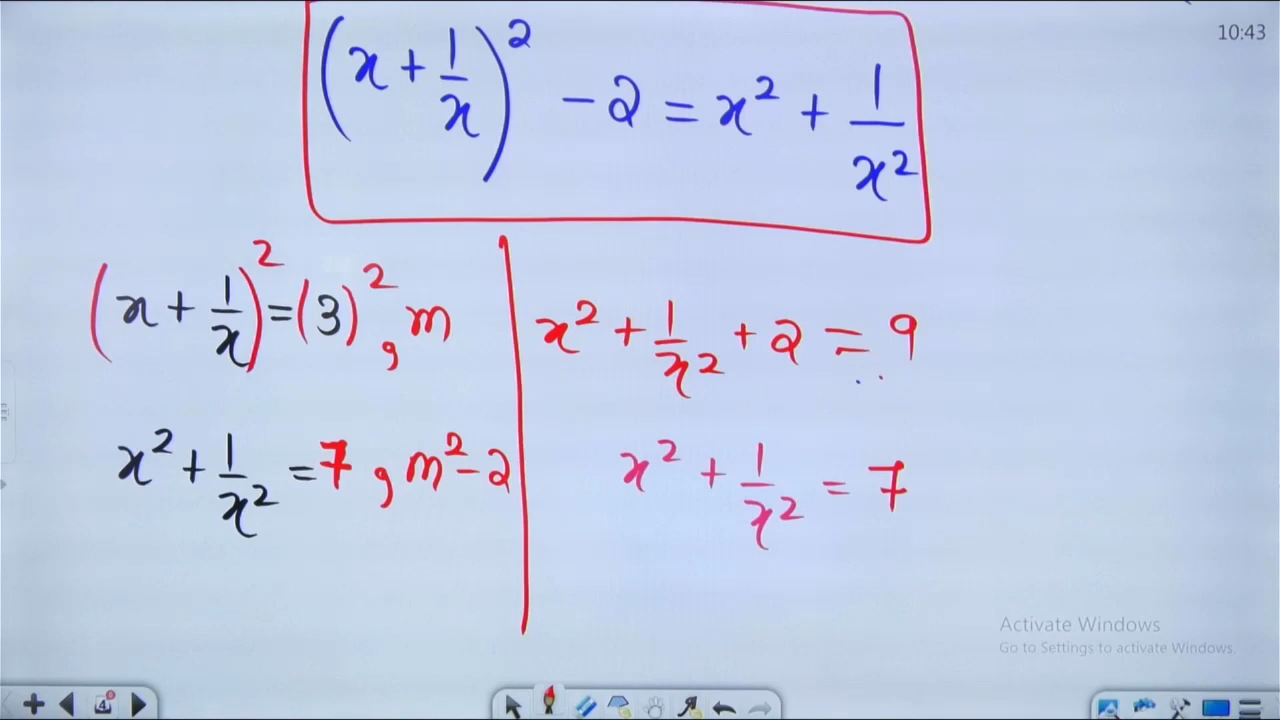 10:43
(x + 1/x)² - 2 = x² + 1/x²
(x + 1/x)² = (3)² , m
x² + 1/x² = 7 , m² - 2
x² + 1/x² + 2 = 9
x² + 1/x² = 7
Activate Windows
Go to Settings to activate Windows.
4